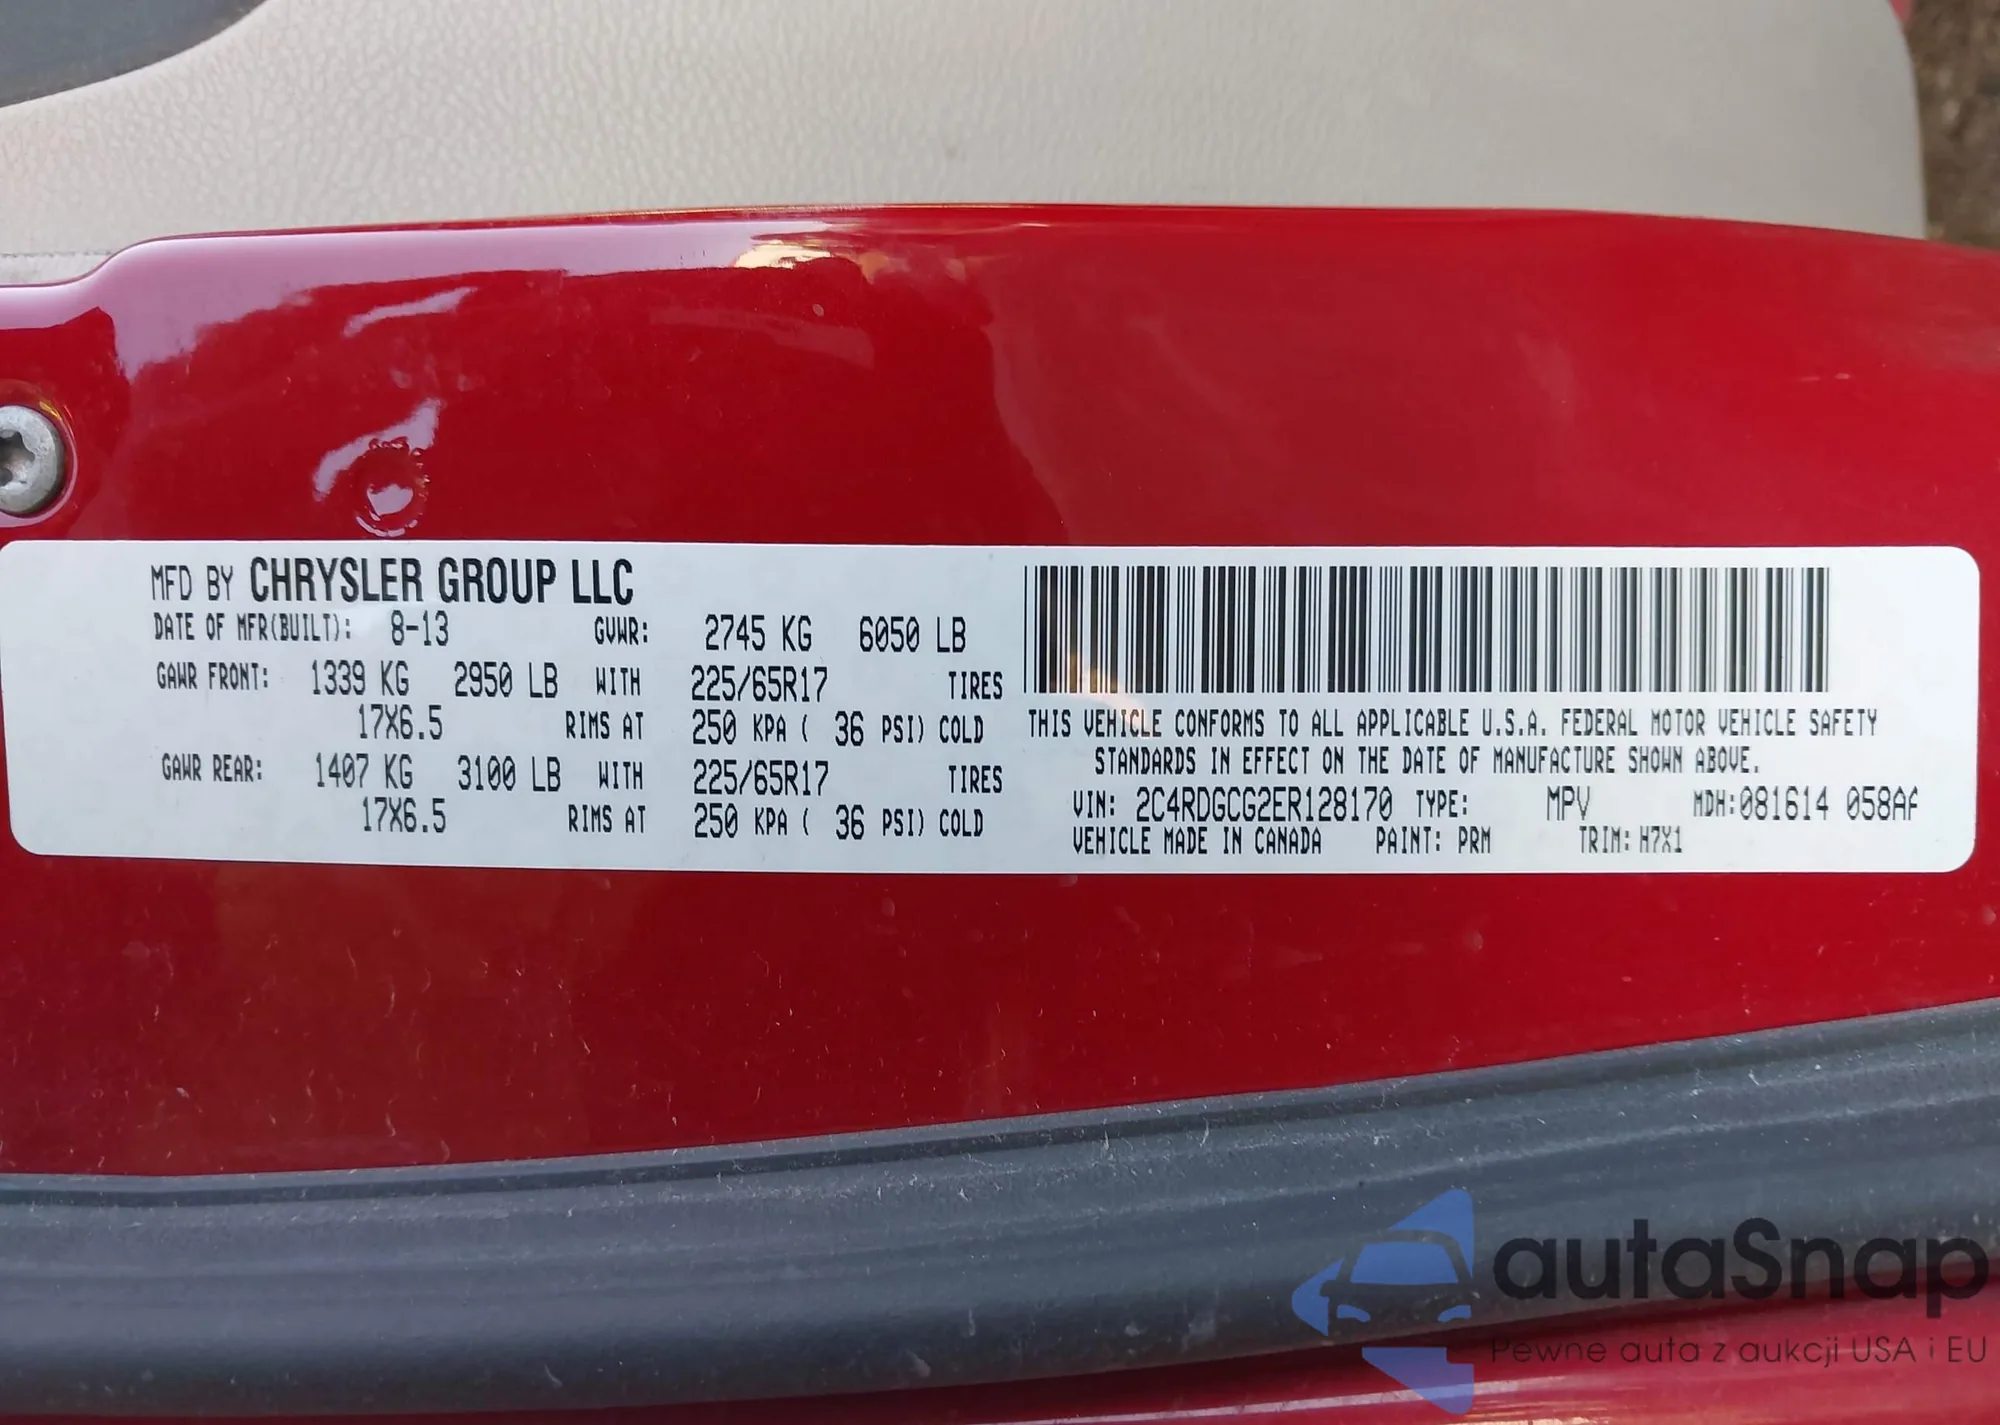 MFD BY CHRYSLER GROUP LLC
DATE OF MFR(BUILT): 8-13 GVWR: 2745 KG 6050 LB
GAWR FRONT: 1339 KG 2950 LB WITH 225/65R17 TIRES
17X6.5 RIMS AT 250 KPA ( 36 PSI) COLD
GAWR REAR: 1407 KG 3100 LB WITH 225/65R17 TIRES
17X6.5 RIMS AT 250 KPA ( 36 PSI) COLD
THIS VEHICLE CONFORMS TO ALL APPLICABLE U.S.A. FEDERAL MOTOR VEHICLE SAFETY
STANDARDS IN EFFECT ON THE DATE OF MANUFACTURE SHOWN ABOVE.
VIN: 2C4RDGCG2ER128170 TYPE: MPV MDH:081614 058AA
VEHICLE MADE IN CANADA PAINT: PRM TRIM: H7X1
autaSnap
Pewne auta z aukcji USA i EU